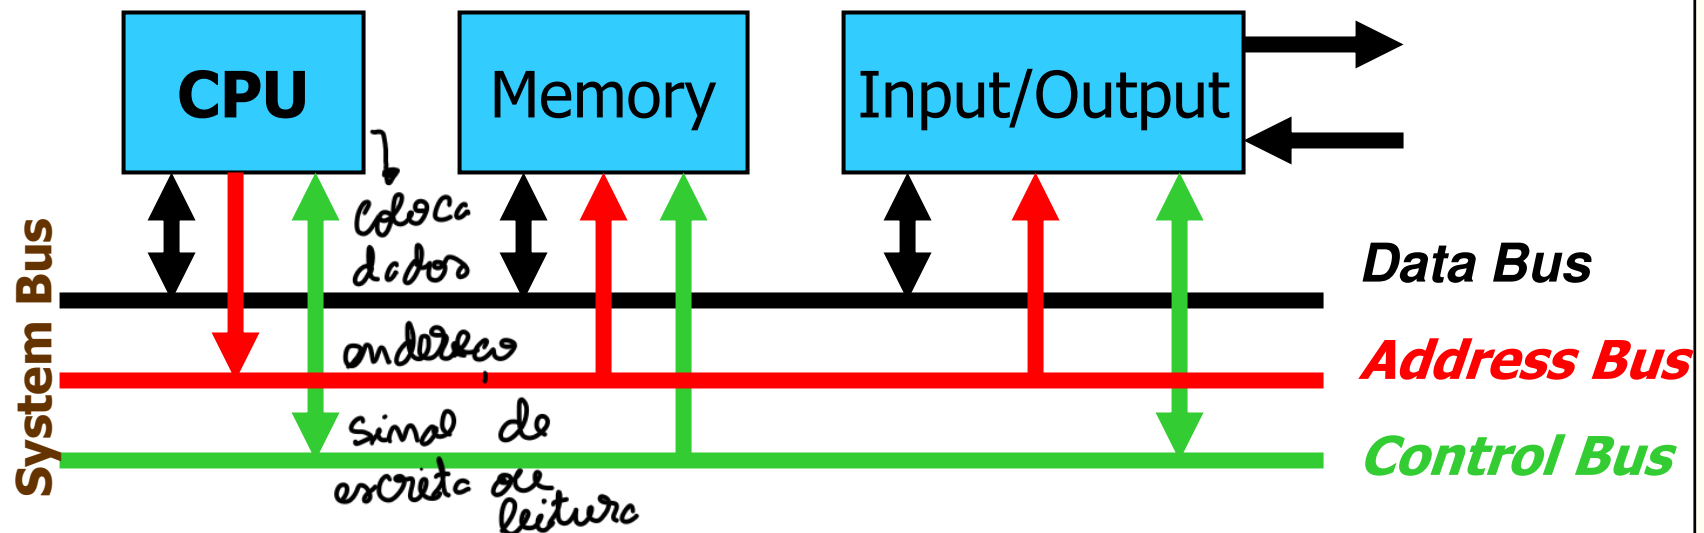 CPU
Memory
Input/Output
coloca
dados
endereço
sinal de
escrita ou
leitura
System Bus
Data Bus
Address Bus
Control Bus